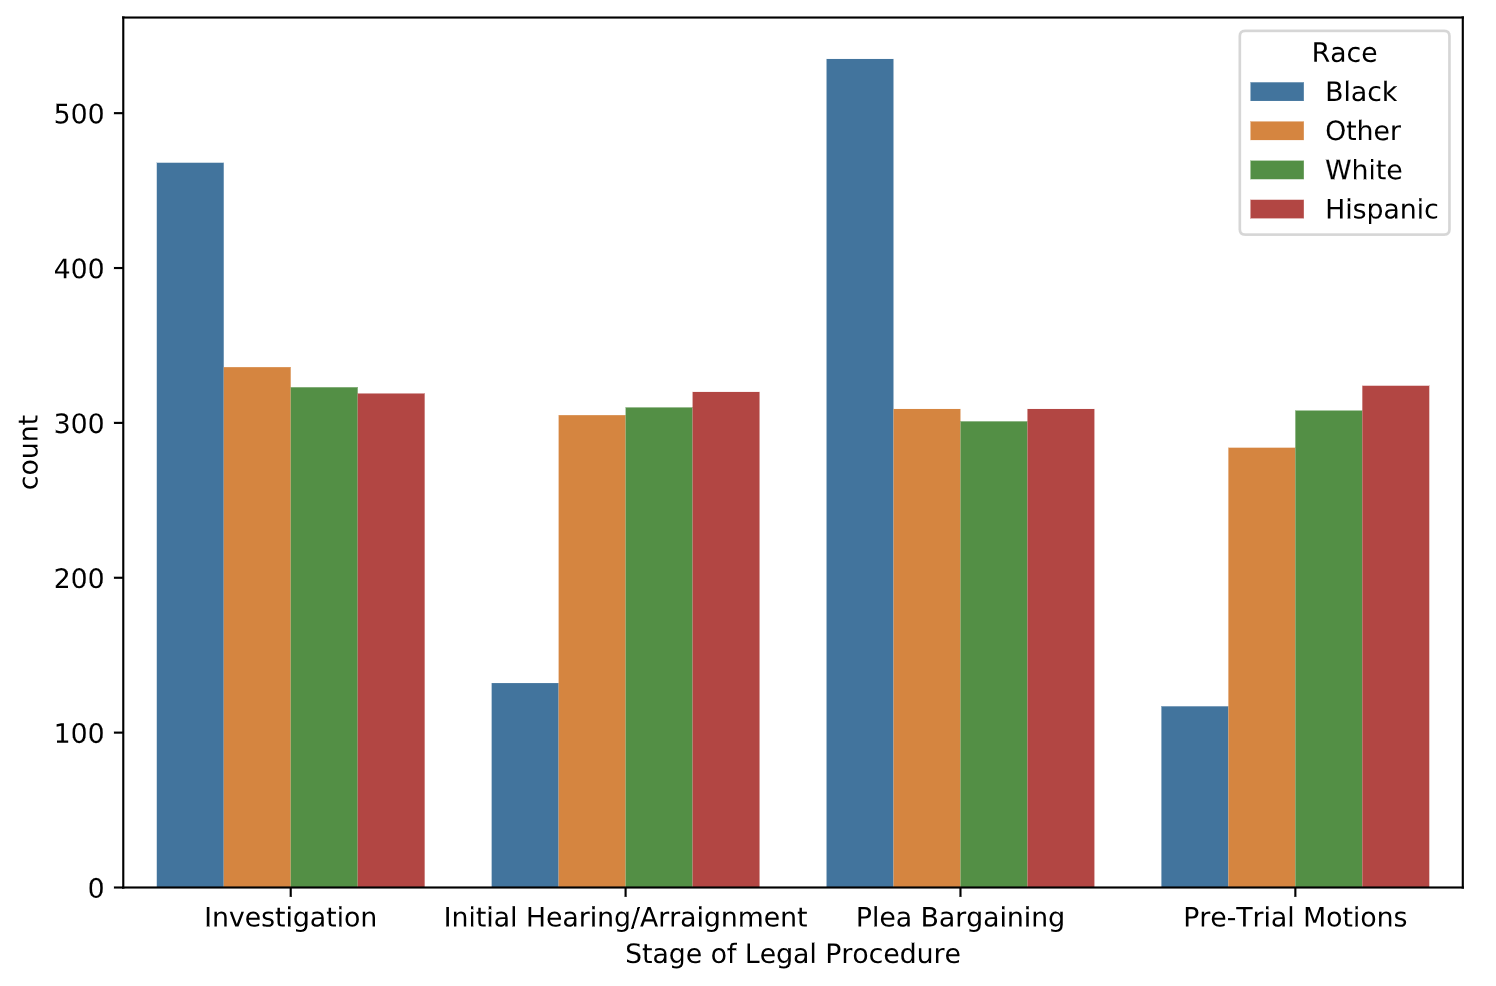 Race
Black
Other
White
Hispanic
500
400
300
200
100
0
count
Investigation
Initial Hearing/Arraignment
Plea Bargaining
Pre-Trial Motions
Stage of Legal Procedure